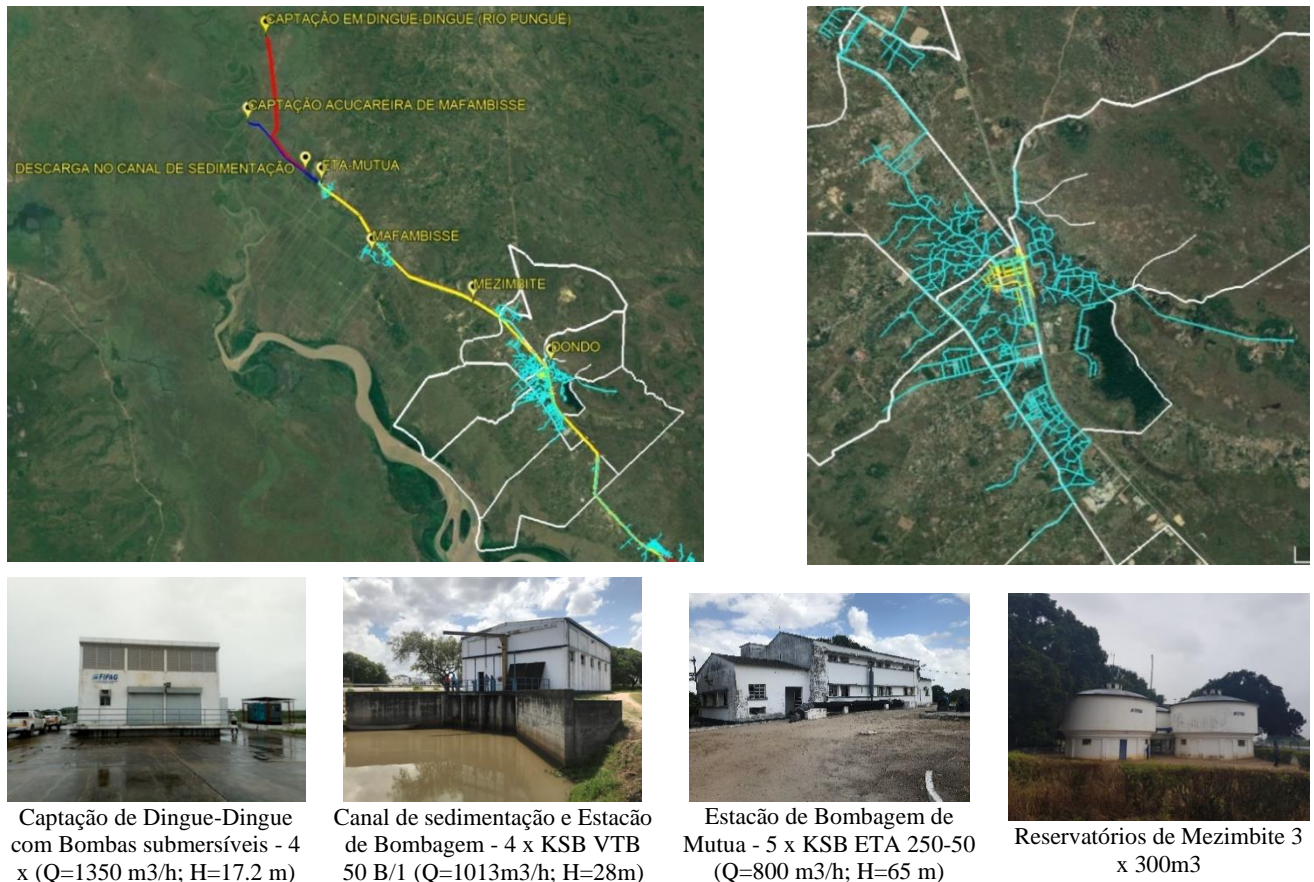 CAPTAÇÃO EM DINGUE-DINGUE (RIO PUNGUÉ)
CAPTAÇÃO ACUCAREIRA DE MAFAMBISSE
DESCARGA NO CANAL DE SEDIMENTAÇÃO
ETA-MUTUA
MAFAMBISSE
MEZIMBITE
DONDO
FIPAG
Captação de Dingue-Dingue
com Bombas submersíveis - 4
x (Q=1350 m3/h; H=17.2 m)
Canal de sedimentação e Estacão
de Bombagem - 4 x KSB VTB
50 B/1 (Q=1013m3/h; H=28m)
Estacão de Bombagem de
Mutua - 5 x KSB ETA 250-50
(Q=800 m3/h; H=65 m)
Reservatórios de Mezimbite 3
x 300m3